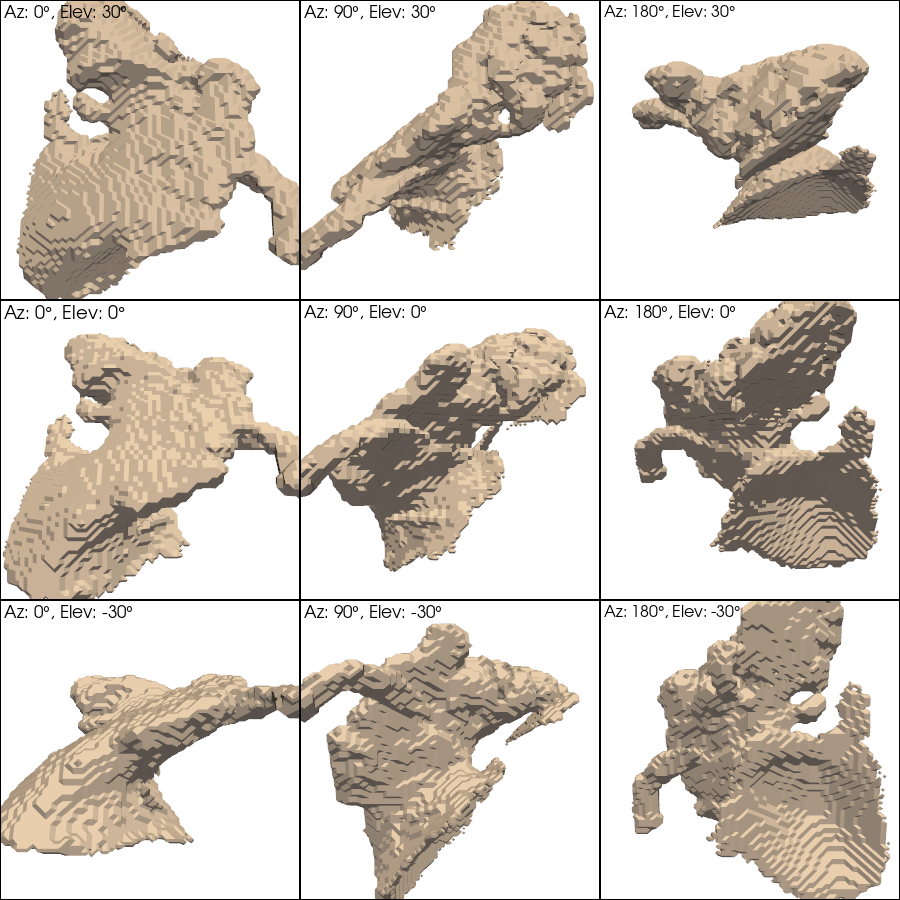 Az: 0°, Elev: 30°
Az: 90°, Elev: 30°
Az: 180°, Elev: 30°
Az: 0°, Elev: 0°
Az: 90°, Elev: 0°
Az: 180°, Elev: 0°
Az: 0°, Elev: -30°
Az: 90°, Elev: -30°
Az: 180°, Elev: -30°